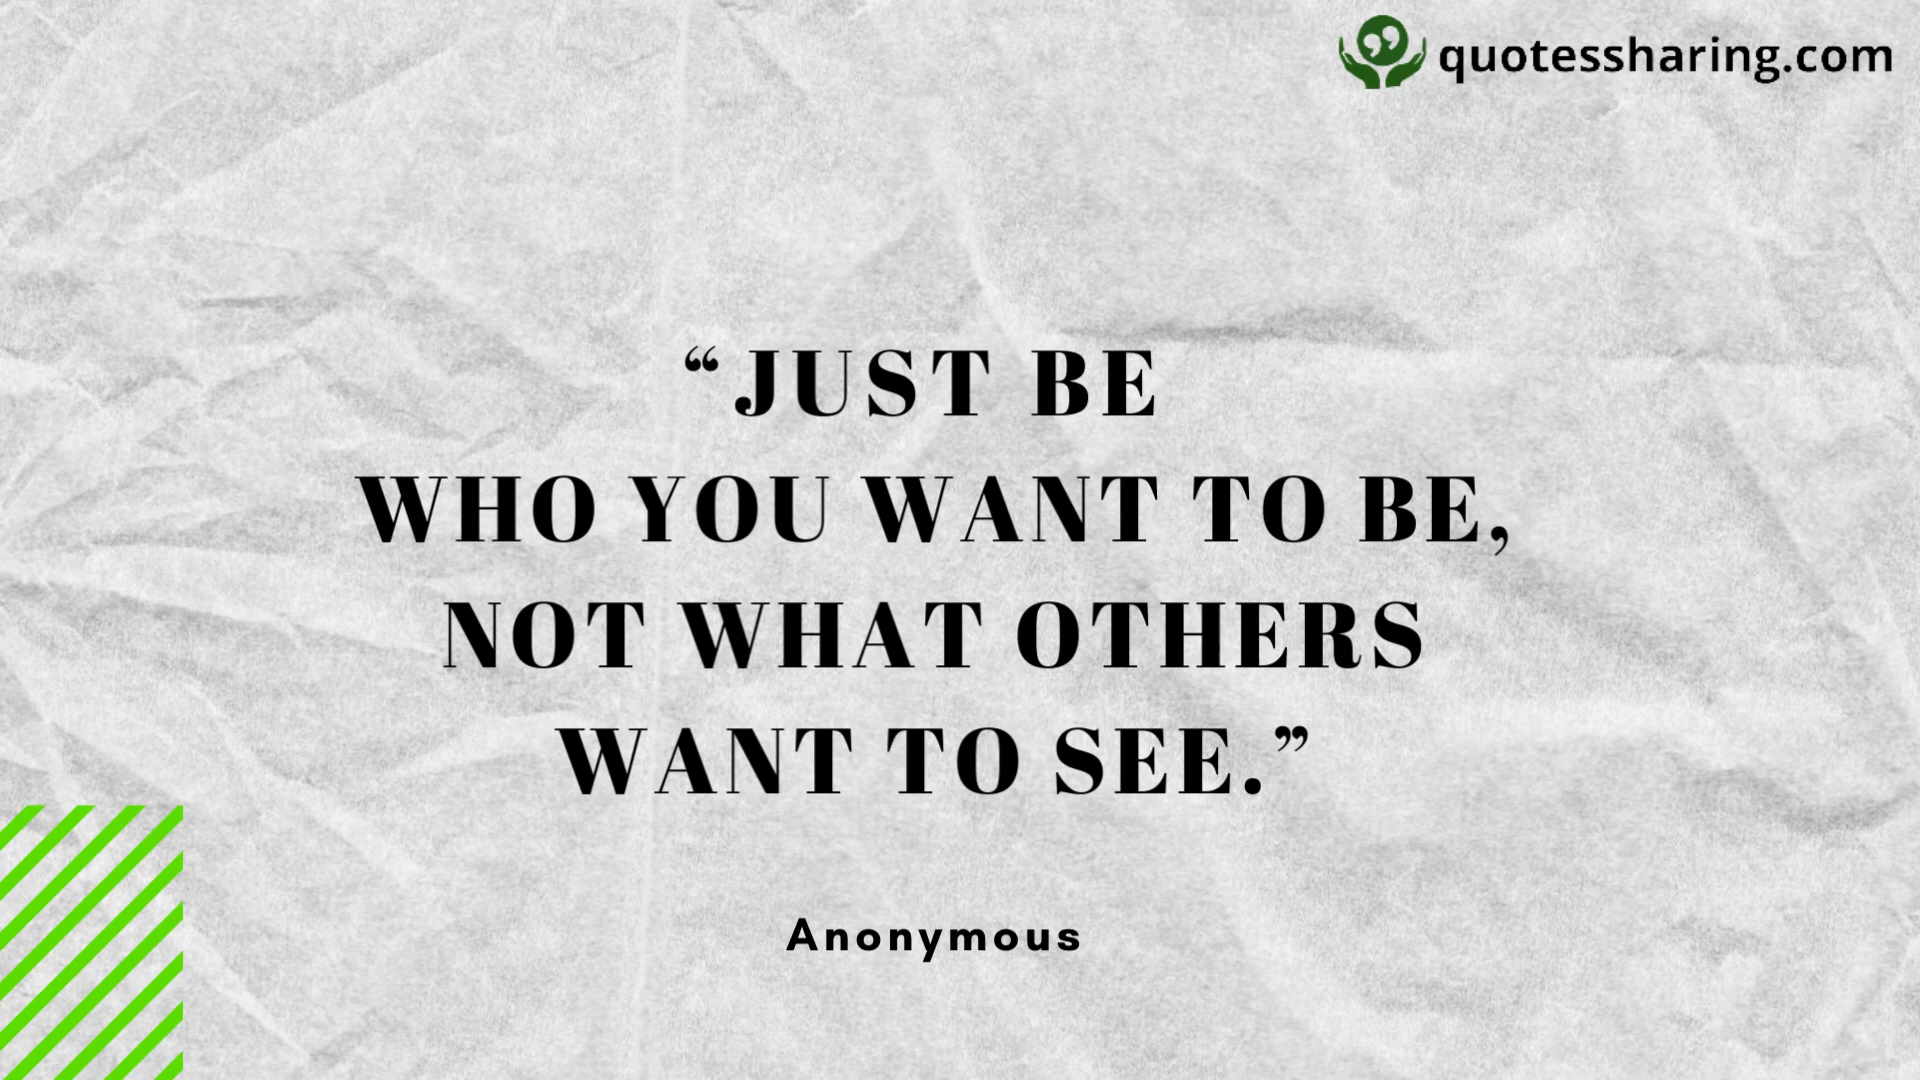 quotessharing.com
“JUST BE
WHO YOU WANT TO BE,
NOT WHAT OTHERS
WANT TO SEE.”
Anonymous